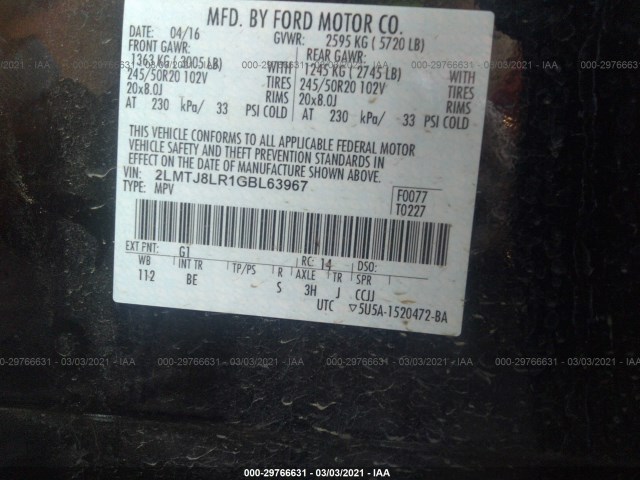 MFD. BY FORD MOTOR CO.
DATE: 04/16 GVWR: 2595 KG ( 5720 LB)
FRONT GAWR: REAR GAWR:
1363 KG ( 3005 LB) WITH 1245 KG ( 2745 LB) WITH
245/50R20 102V TIRES 245/50R20 102V TIRES
20x8.0J RIMS 20x8.0J RIMS
AT 230 kPa/ 33 PSI COLD AT 230 kPa/ 33 PSI COLD
THIS VEHICLE CONFORMS TO ALL APPLICABLE FEDERAL MOTOR
VEHICLE SAFETY AND THEFT PREVENTION STANDARDS IN
EFFECT ON THE DATE OF MANUFACTURE SHOWN ABOVE.
VIN: 2LMTJ8LR1GBL63967
TYPE: MPV
F0077
T0227
EXT PNT: G1 RC: 14 DSO:
WB INT TR TP/PS R AXLE TR SPR
112 BE S 3H J CCJJ
UTC ▽5U5A-1520472-BA
000-29766631 - 03/03/2021 - IAA